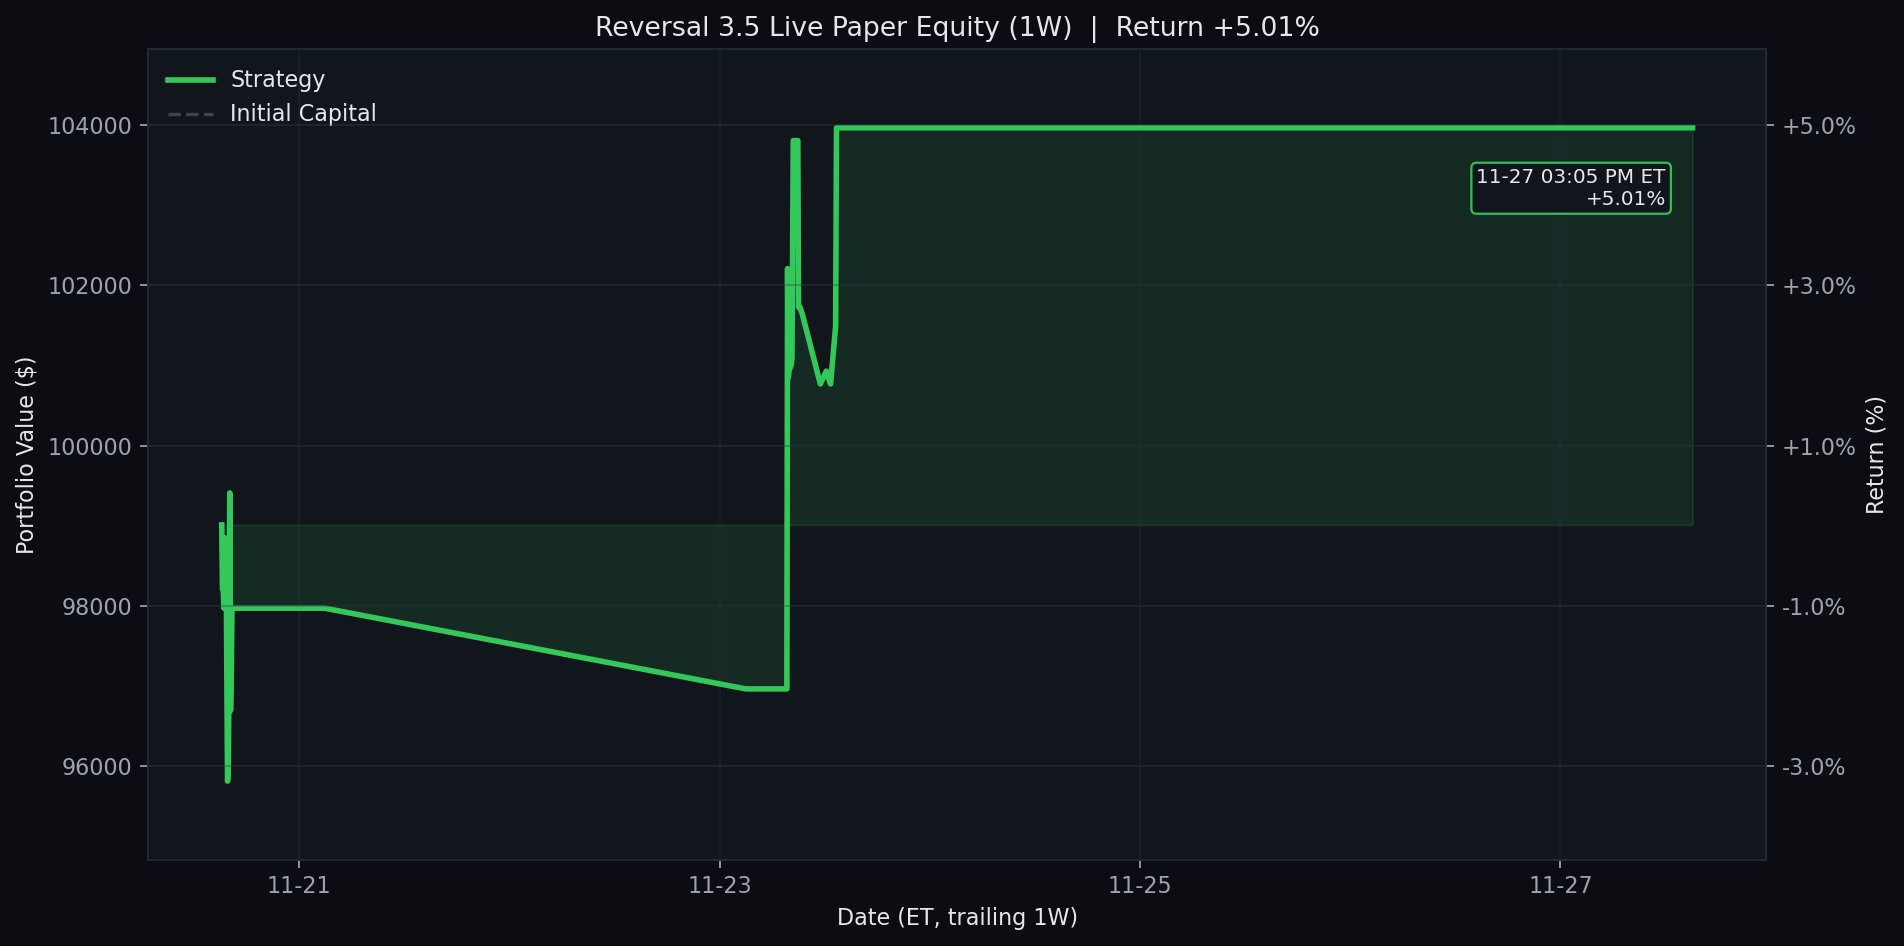 Reversal 3.5 Live Paper Equity (1W) | Return +5.01%
Strategy
Initial Capital
104000
102000
100000
98000
96000
Portfolio Value ($)
+5.0%
+3.0%
+1.0%
-1.0%
-3.0%
Return (%)
11-27 03:05 PM ET
+5.01%
11-21
11-23
11-25
11-27
Date (ET, trailing 1W)